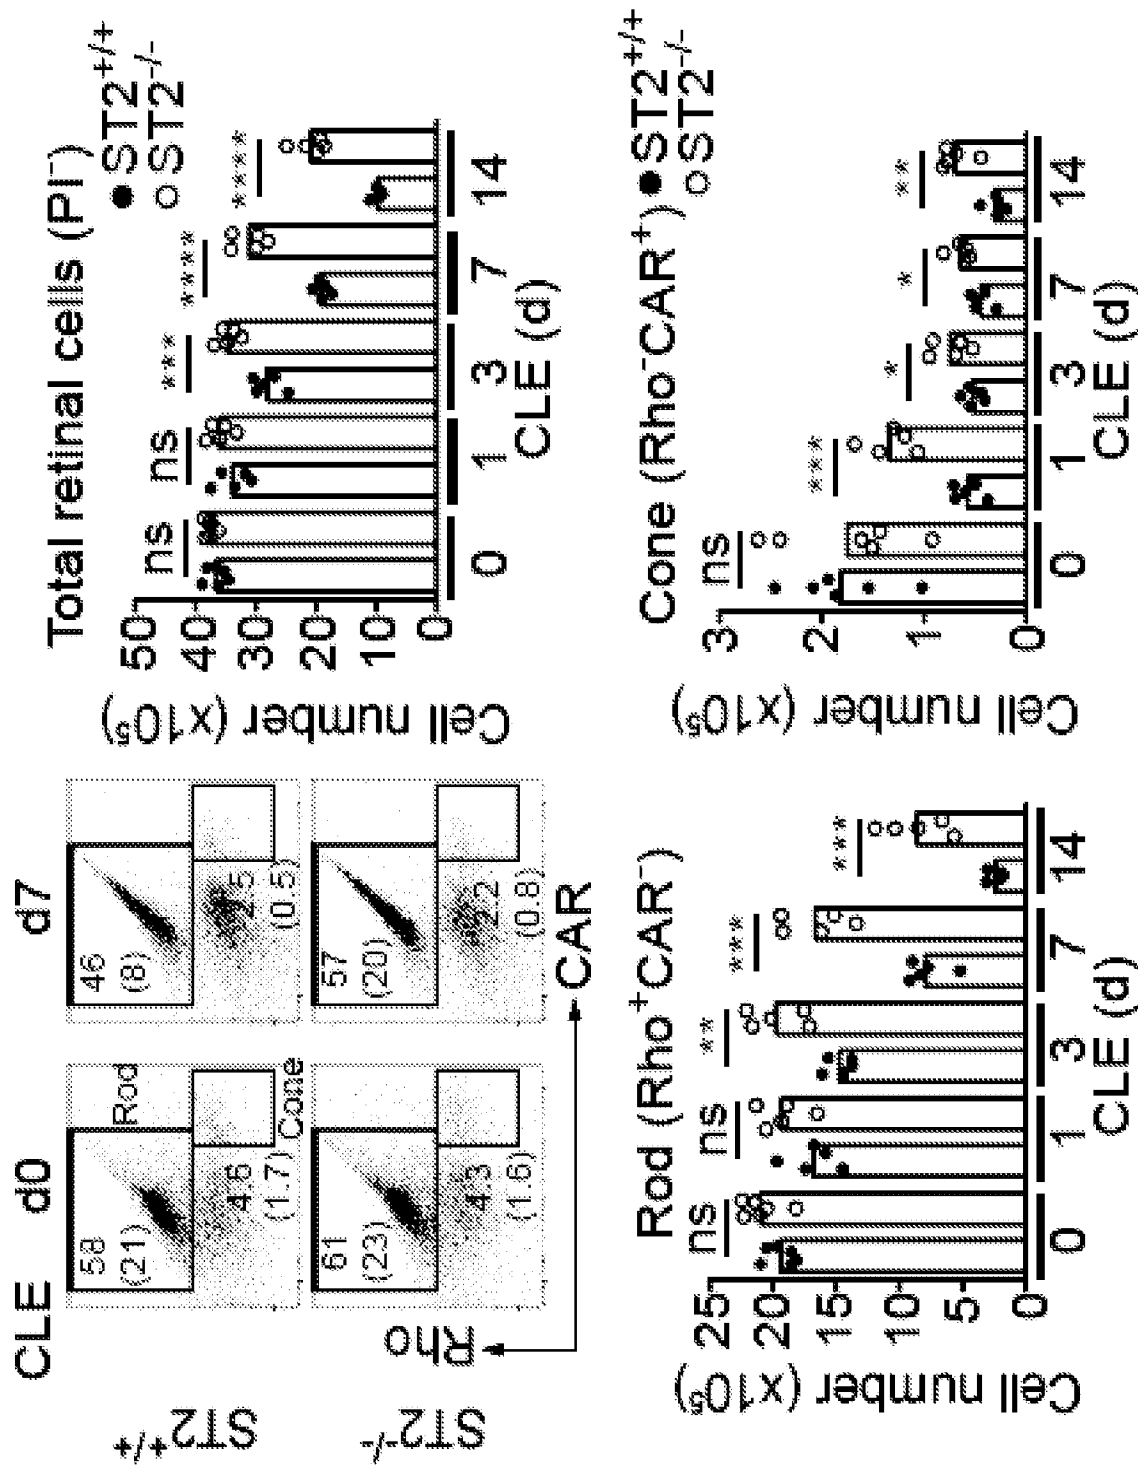 CLE d0 d7
ST2+/+
58
(21)
Rod
4.6
(1.7)
Cone
46
(8)
2.5
(0.5)
ST2-/-
61
(23)
4.3
(1.6)
57
(20)
2.2
(0.8)
Rho
CAR
Total retinal cells (PI-)
ST2+/+
ST2-/-
Cell number (x10⁵)
50
40
30
20
10
0
ns ns *** **** ****
0 1 3 7 14
CLE (d)
Rod (Rho+CAR-)
Cell number (x10⁵)
25
20
15
10
5
0
ns ns ** *** ***
0 1 3 7 14
CLE (d)
Cone (Rho-CAR+)
ST2+/+
ST2-/-
Cell number (x10⁵)
3
2
1
0
ns *** * * **
0 1 3 7 14
CLE (d)